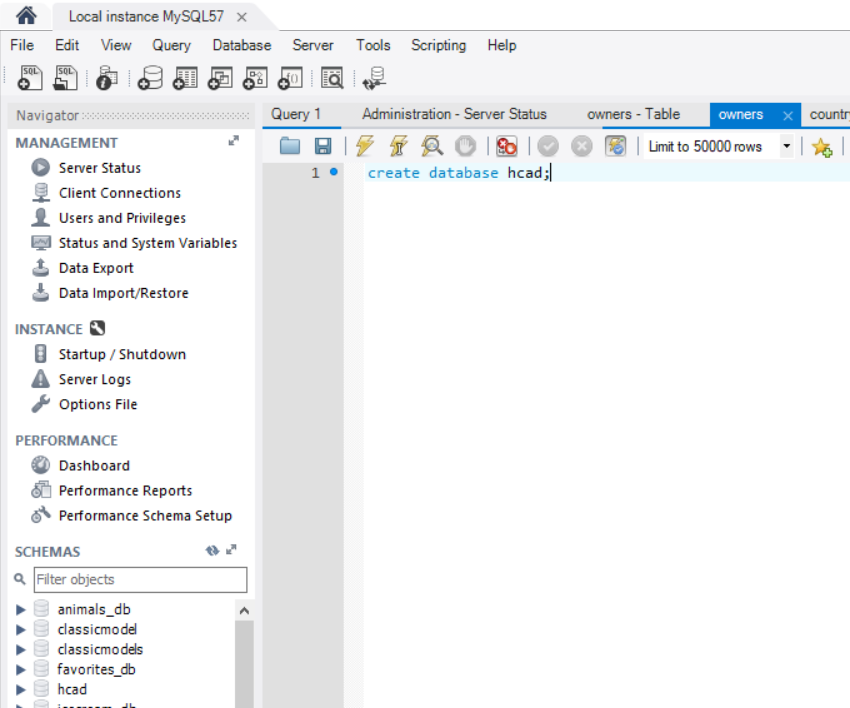 Local instance MySQL57
File Edit View Query Database Server Tools Scripting Help
SQL SQL
Navigator
Query 1 Administration - Server Status owners - Table owners country
MANAGEMENT
Limit to 50000 rows
Server Status
1 create database hcad;
Client Connections
Users and Privileges
Status and System Variables
Data Export
Data Import/Restore
INSTANCE
Startup / Shutdown
Server Logs
Options File
PERFORMANCE
Dashboard
Performance Reports
Performance Schema Setup
SCHEMAS
Filter objects
animals_db
classicmodel
classicmodels
favorites_db
hcad